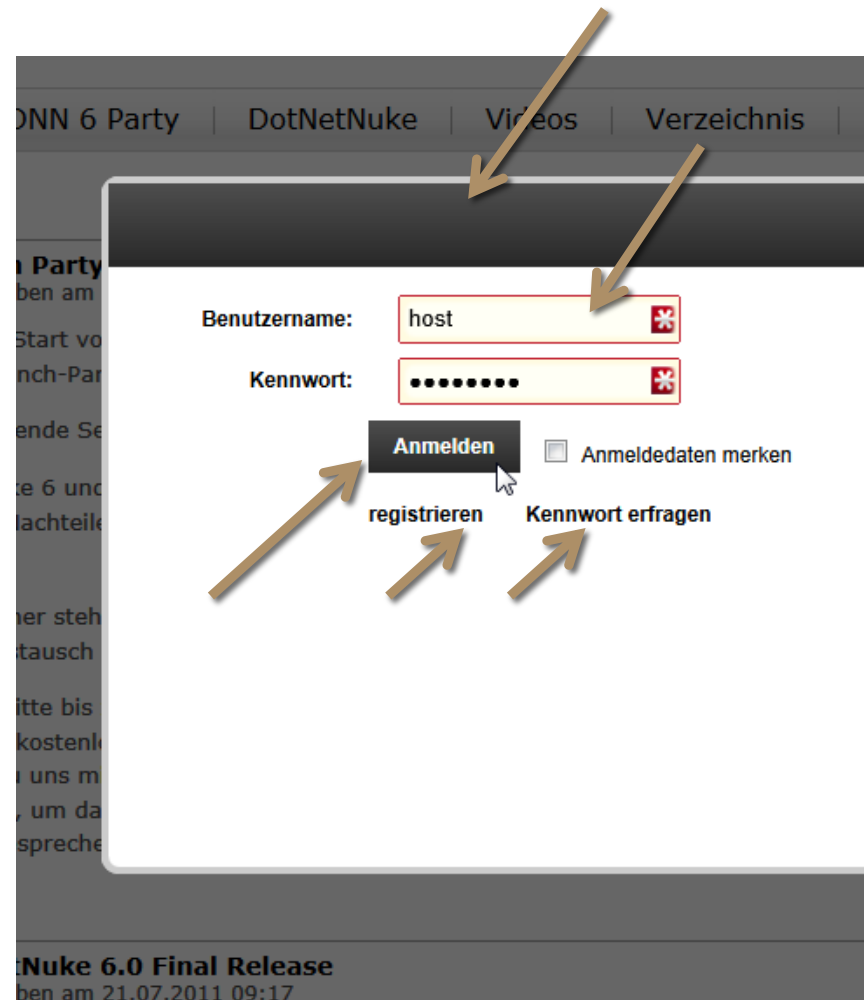 DNN 6 Party | DotNetNuke | Videos | Verzeichnis |
Party
ben am
Start vo
nch-Par
ende Se
e 6 und
Nachteile
her steh
stausch
itte bis
kostenl
uns m
, um da
spreche
Benutzername: host
Kennwort: ••••••••
Anmelden Anmeldedaten merken
registrieren Kennwort erfragen
tNuke 6.0 Final Release
ben am 21.07.2011 09:17